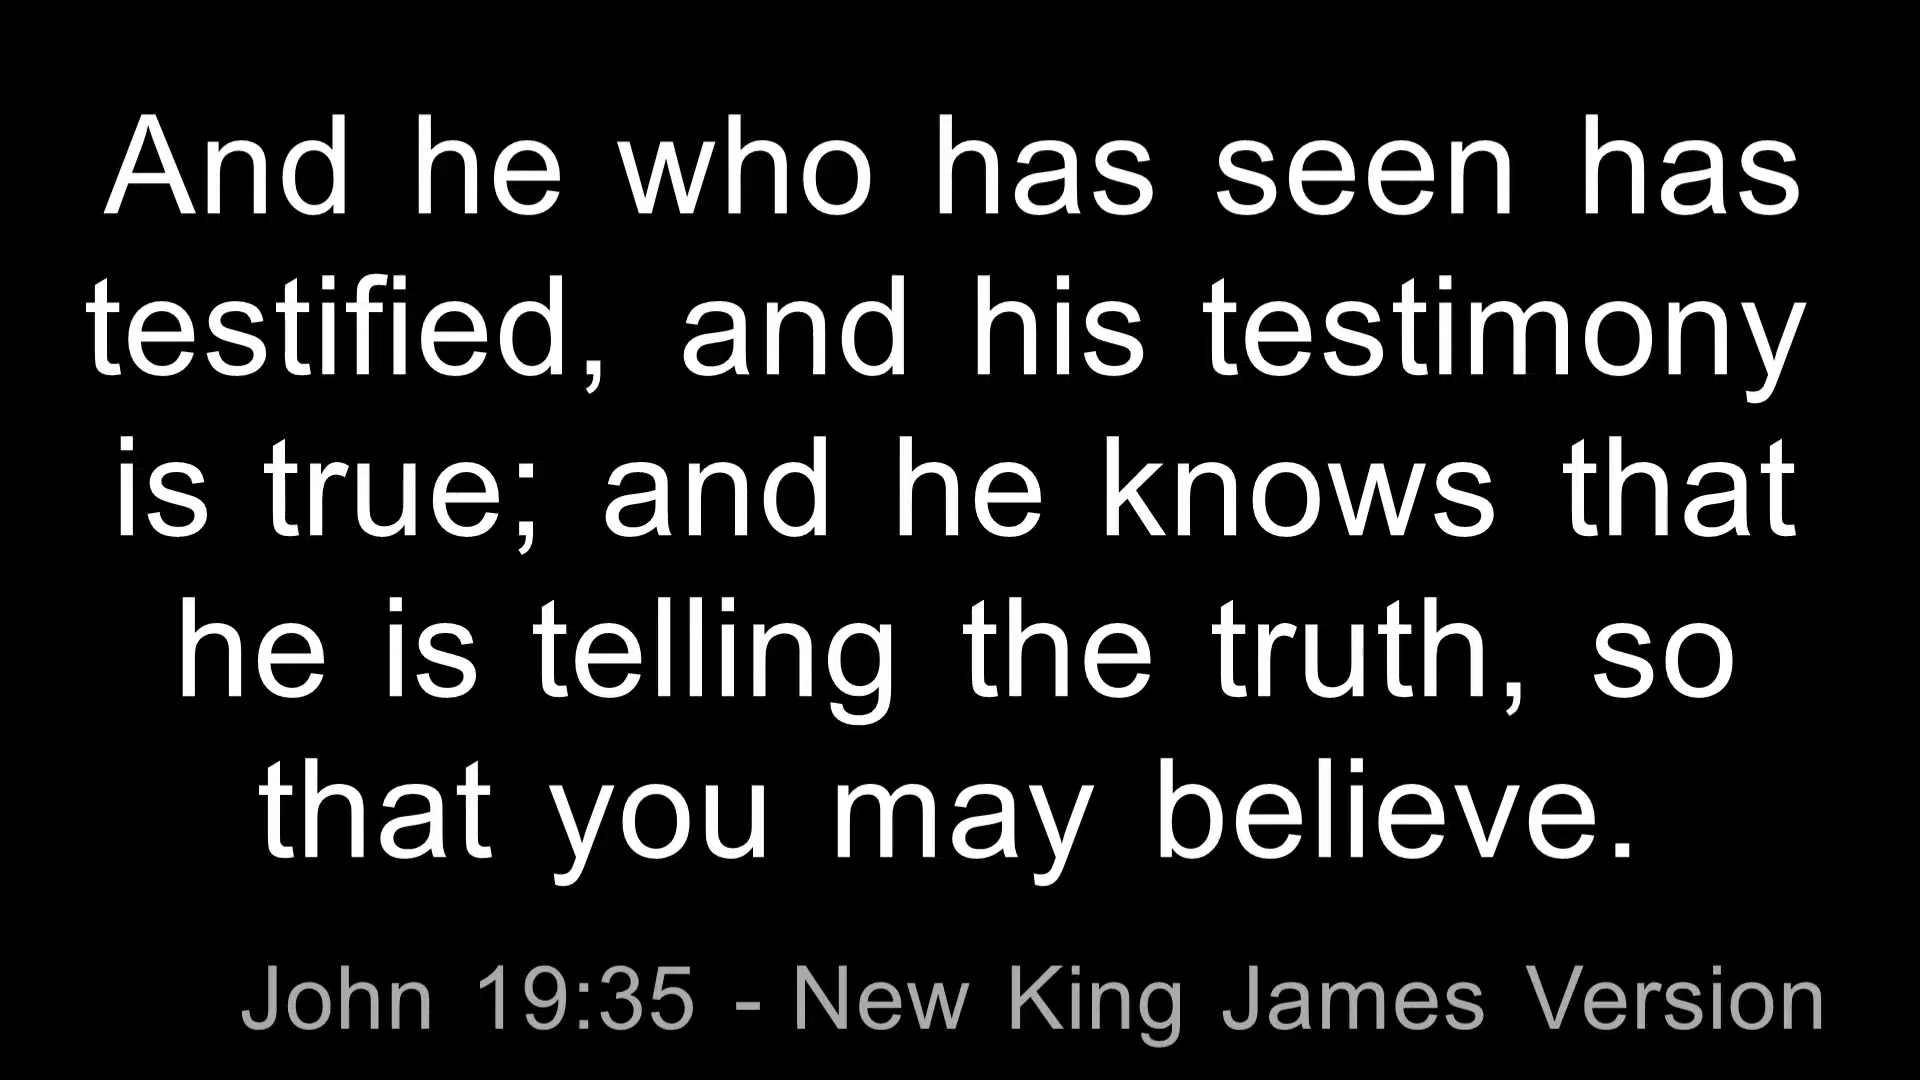 And he who has seen has
testified, and his testimony
is true; and he knows that
he is telling the truth, so
that you may believe.
John 19:35 - New King James Version